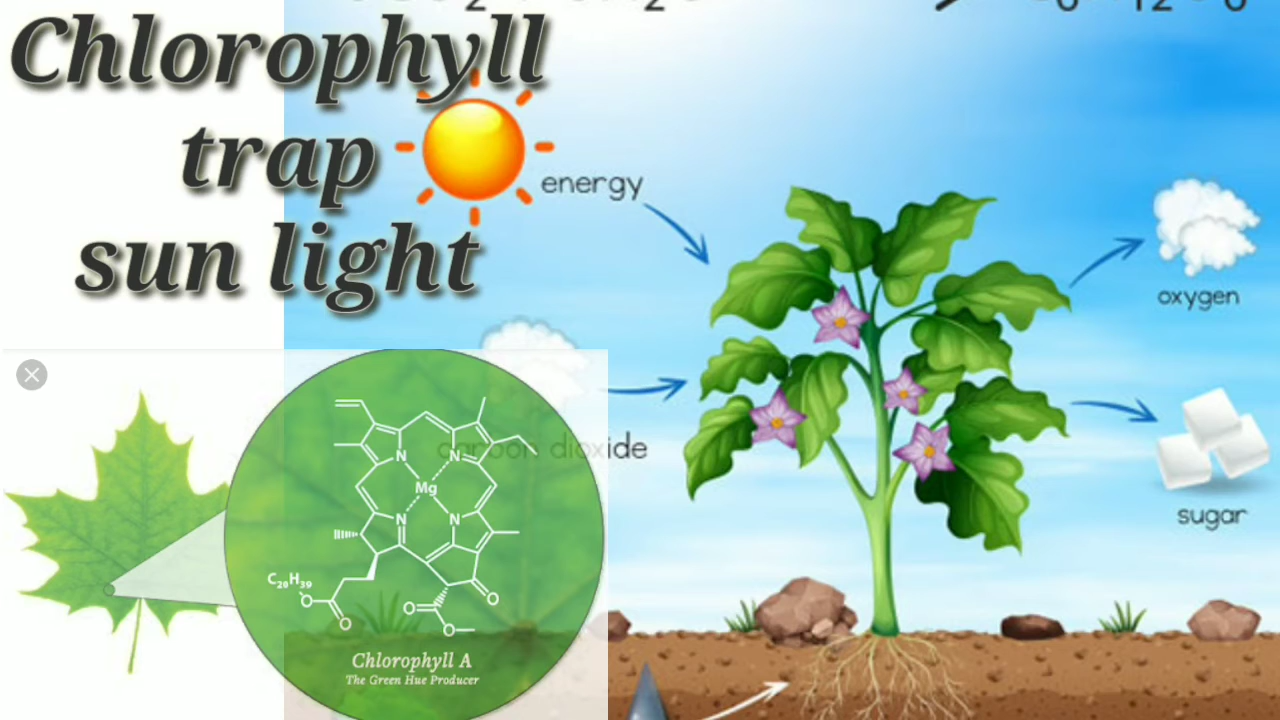 Chlorophyll
trap
sun light
energy
oxygen
carbon dioxide
sugar
N
N
Mg
N
N
C₂₀H₃₉
O
O
O
O
O
Chlorophyll A
The Green Hue Producer